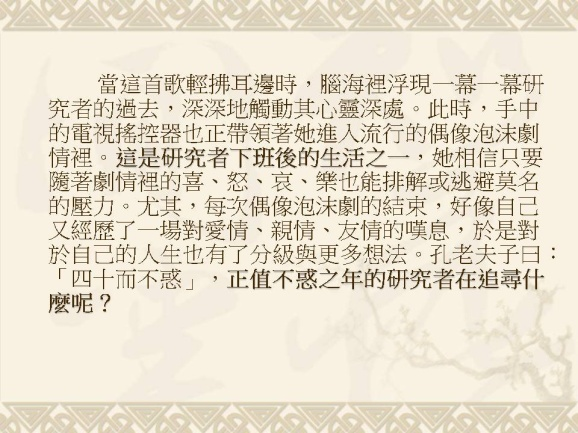 當這首歌輕拂耳邊時，腦海裡浮現一幕一幕研
究者的過去，深深地觸動其心靈深處。此時，手中
的電視搖控器也正帶領著她進入流行的偶像泡沫劇
情裡。這是研究者下班後的生活之一，她相信只要
隨著劇情裡的喜、怒、哀、樂也能排解或逃避莫名
的壓力。尤其，每次偶像泡沫劇的結束，好像自己
又經歷了一場對愛情、親情、友情的嘆息，於是對
於自己的人生也有了分級與更多想法。孔老夫子曰：
「四十而不惑」，正值不惑之年的研究者在追尋什
麼呢？